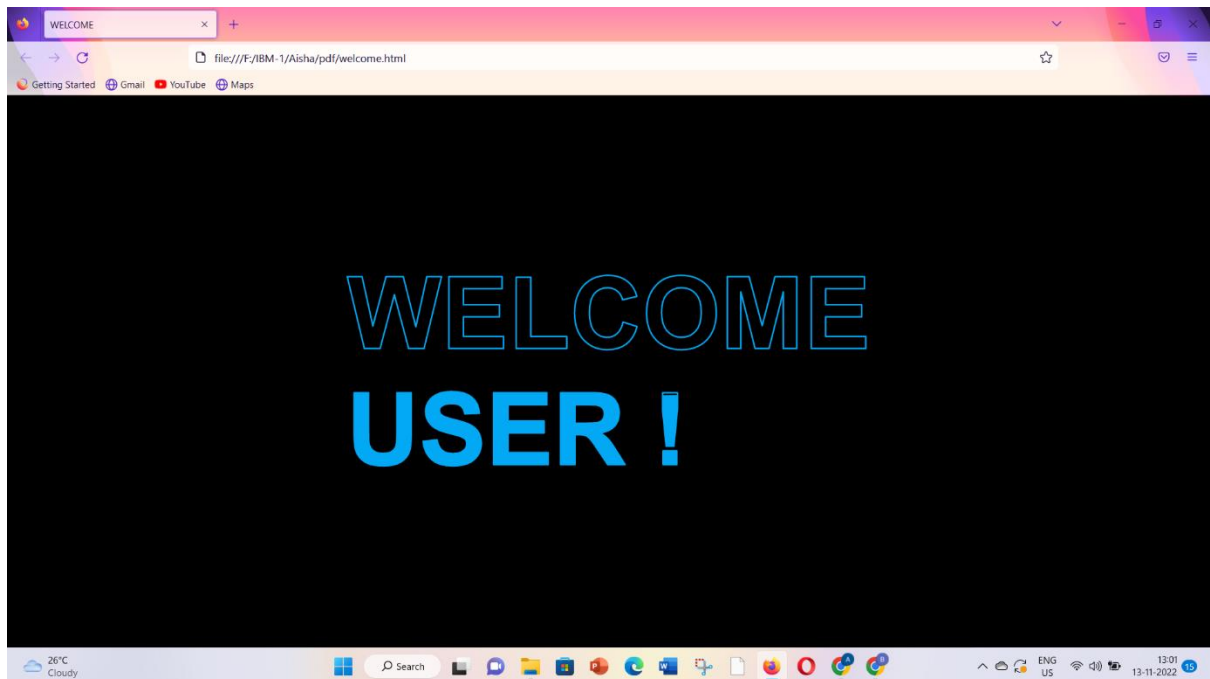 WELCOME
file:///F:/IBM-1/Aisha/pdf/welcome.html
Getting Started Gmail YouTube Maps
WELCOME
USER !
26°C
Cloudy
Search
ENG
US
13:01
13-11-2022
15